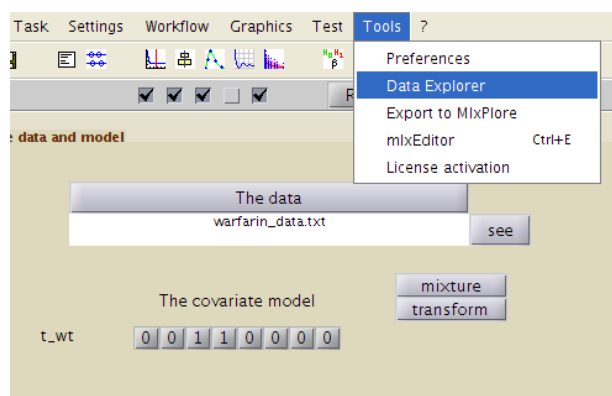 Task Settings Workflow Graphics Test Tools ?
H₀H₁
β
Preferences
Data Explorer
Export to MlxPlore
mlxEditor Ctrl+E
License activation
R
e data and model
The data
warfarin_data.txt
see
The covariate model
mixture
transform
t_wt
0 0 1 1 0 0 0 0